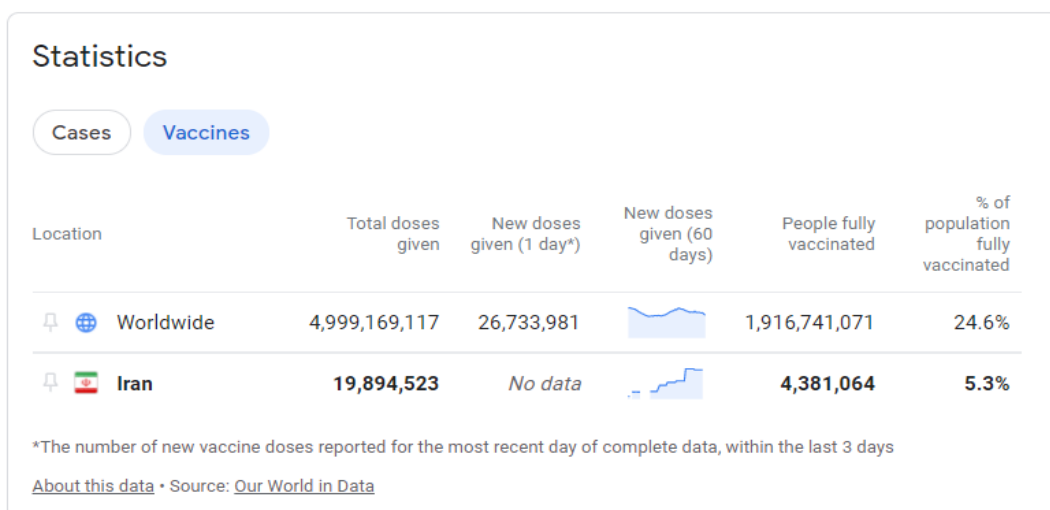 Statistics
Cases Vaccines
Location Total doses given New doses given (1 day*) New doses given (60 days) People fully vaccinated % of population fully vaccinated
Worldwide 4,999,169,117 26,733,981 1,916,741,071 24.6%
Iran 19,894,523 No data 4,381,064 5.3%
*The number of new vaccine doses reported for the most recent day of complete data, within the last 3 days
About this data • Source: Our World in Data